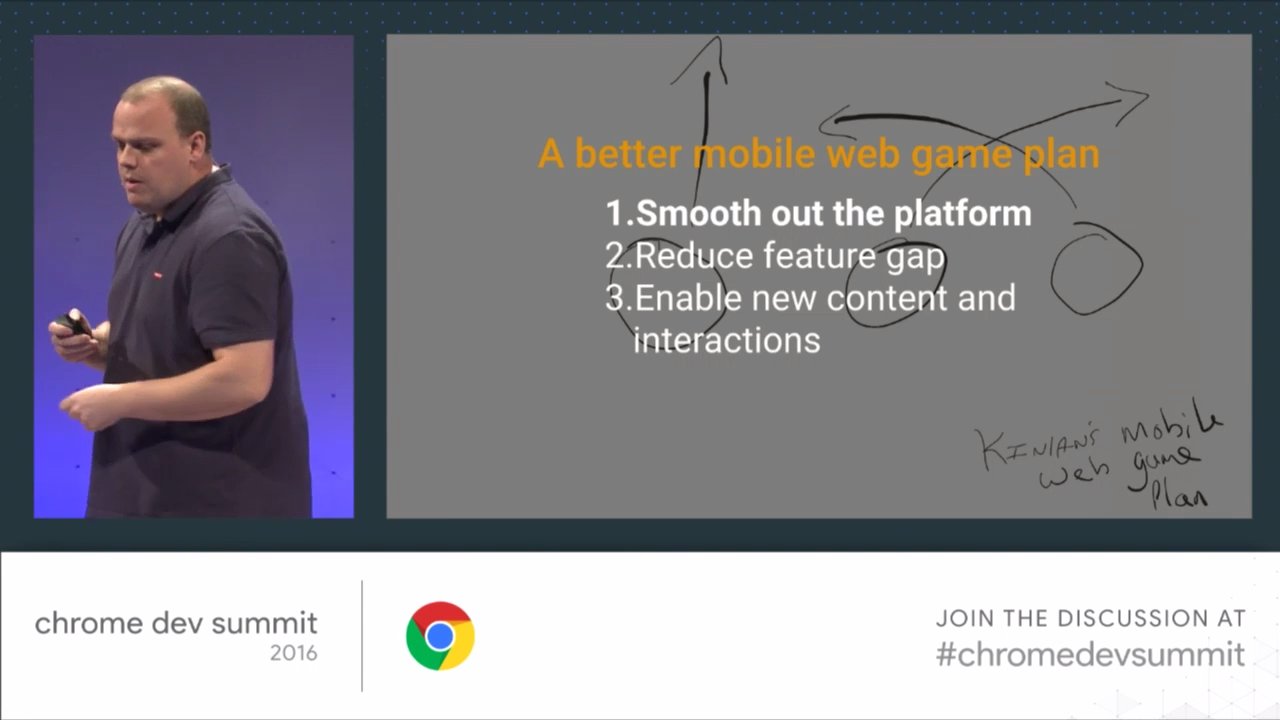 A better mobile web game plan
1.Smooth out the platform
2.Reduce feature gap
3.Enable new content and
interactions
KINLAN'S mobile
web game
Plan
chrome dev summit
2016
JOIN THE DISCUSSION AT
#chromedevsummit